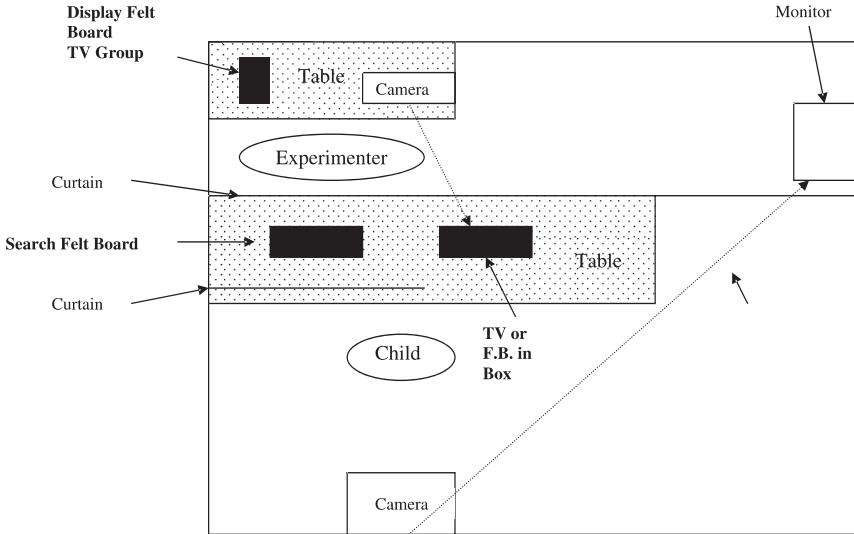 Display Felt
Board
TV Group
Monitor
Table
Camera
Experimenter
Curtain
Search Felt Board
Table
Curtain
TV or
F.B. in
Box
Child
Camera